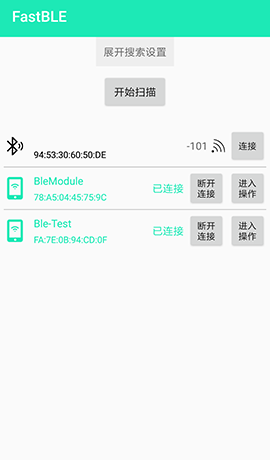 FastBLE
展开搜索设置
开始扫描
-101
连接
94:53:30:60:50:DE
BleModule
78:A5:04:45:75:9C
已连接
断开
连接
进入
操作
Ble-Test
FA:7E:0B:94:CD:0F
已连接
断开
连接
进入
操作